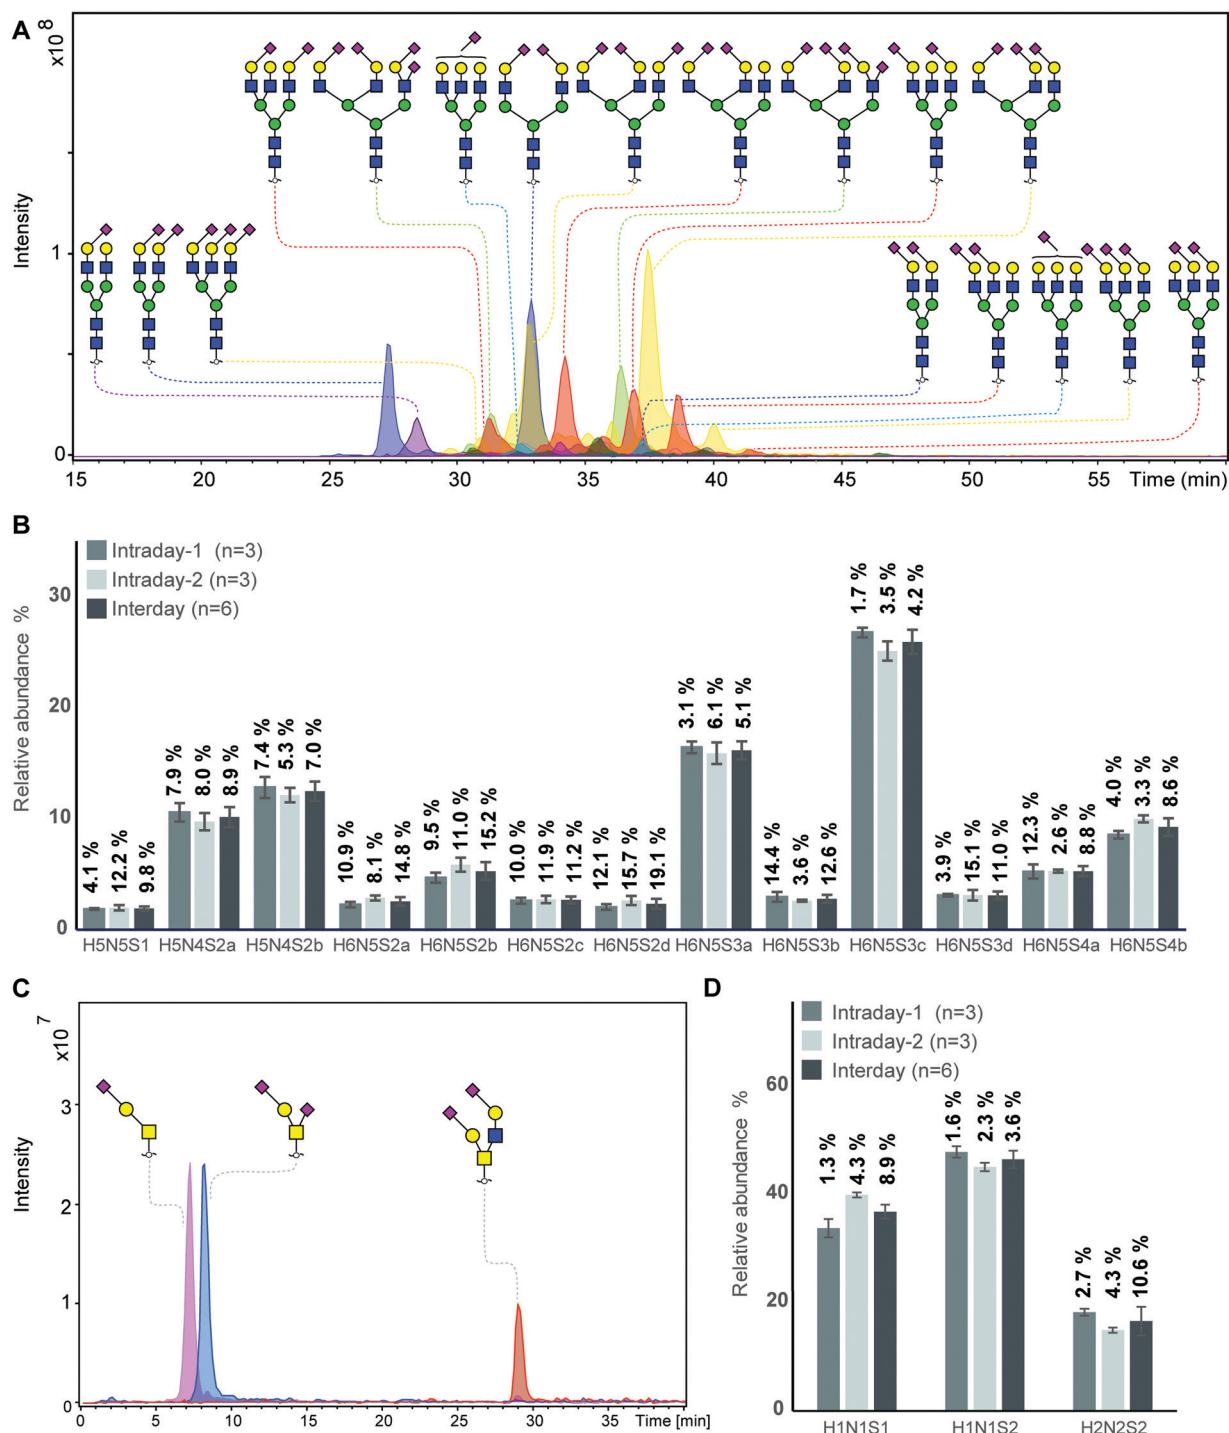 A
x10 8
Intensity
1
0
15 20 25 30 35 40 45 50 55 Time (min)
B
Intraday-1 (n=3)
Intraday-2 (n=3)
Interday (n=6)
Relative abundance %
30
20
10
0
4.1 % 12.2 % 9.8 %
7.9 % 8.0 % 8.9 %
7.4 % 5.3 % 7.0 %
10.9 % 8.1 % 14.8 %
9.5 % 11.0 % 15.2 %
10.0 % 11.9 % 11.2 %
12.1 % 15.7 % 19.1 %
3.1 % 6.1 % 5.1 %
14.4 % 3.6 % 12.6 %
1.7 % 3.5 % 4.2 %
3.9 % 15.1 % 11.0 %
12.3 % 2.6 % 8.8 %
4.0 % 3.3 % 8.6 %
H5N5S1 H5N4S2a H5N4S2b H6N5S2a H6N5S2b H6N5S2c H6N5S2d H6N5S3a H6N5S3b H6N5S3c H6N5S3d H6N5S4a H6N5S4b
C
x10 7
Intensity
3
2
1
0
0 5 10 15 20 25 30 35 Time [min]
D
Intraday-1 (n=3)
Intraday-2 (n=3)
Interday (n=6)
Relative abundance %
60
40
20
0
1.3 % 4.3 % 8.9 %
1.6 % 2.3 % 3.6 %
2.7 % 4.3 % 10.6 %
H1N1S1 H1N1S2 H2N2S2